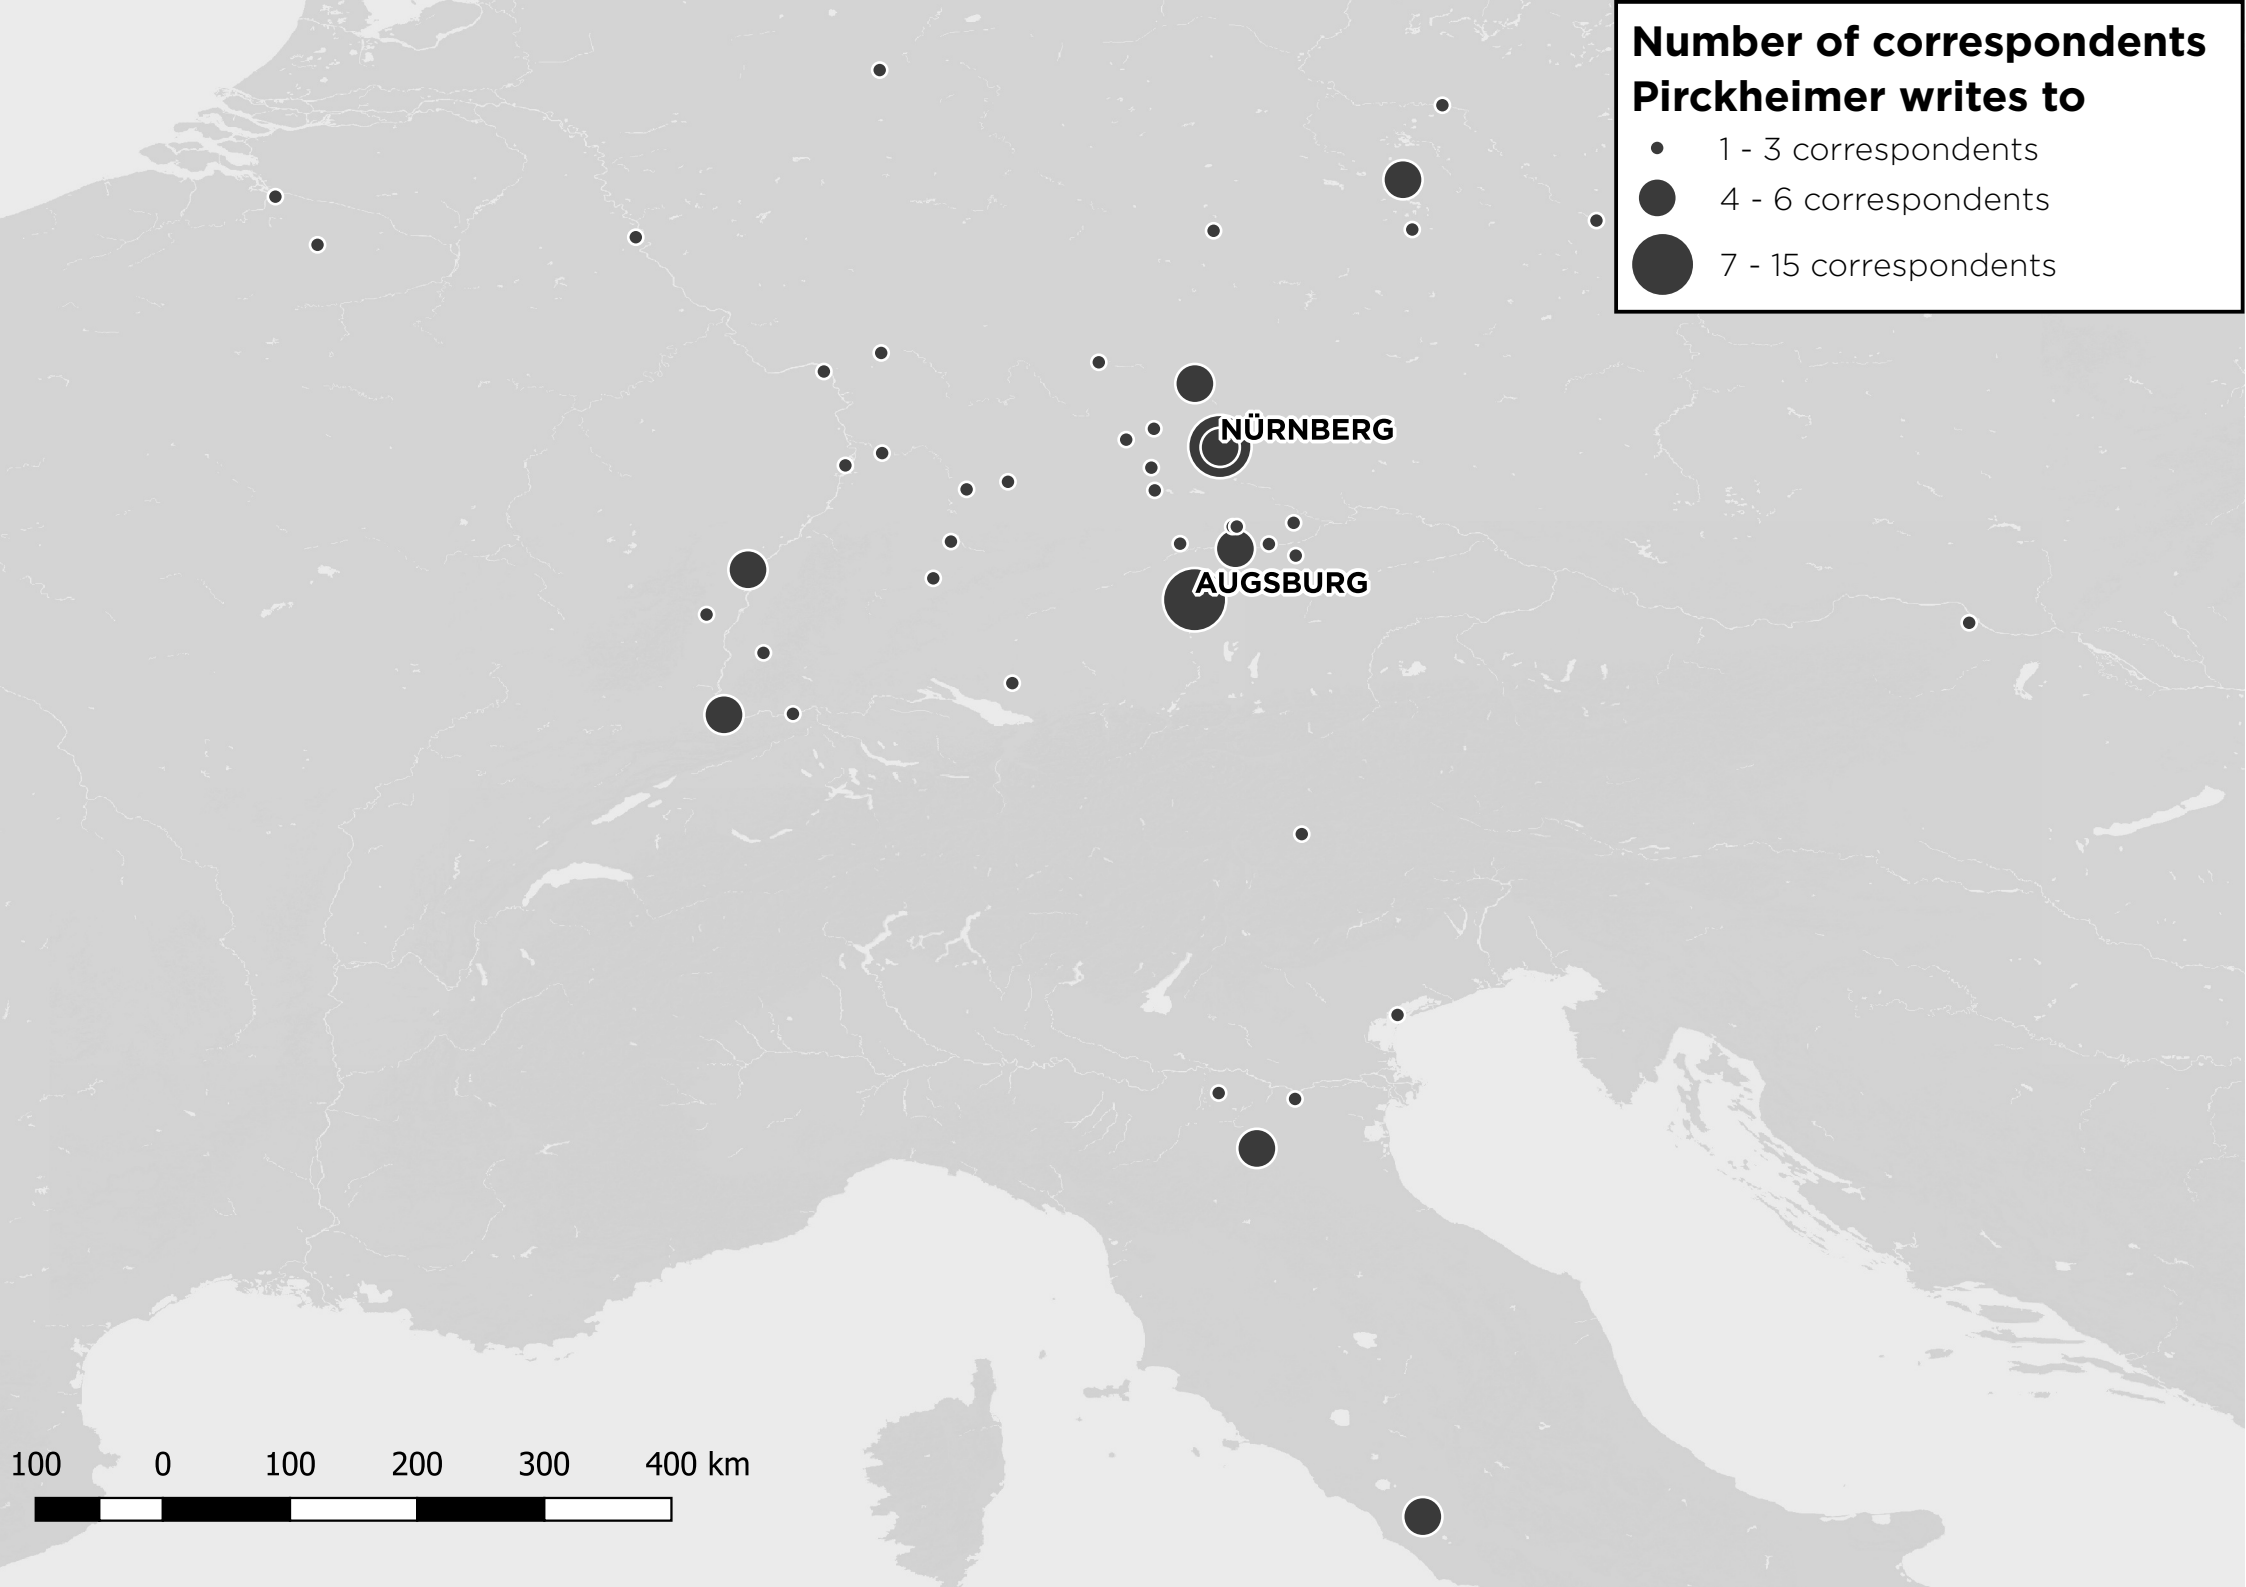 Number of correspondents
Pirckheimer writes to
1 - 3 correspondents
4 - 6 correspondents
7 - 15 correspondents
NÜRNBERG
AUGSBURG
100 0 100 200 300 400 km